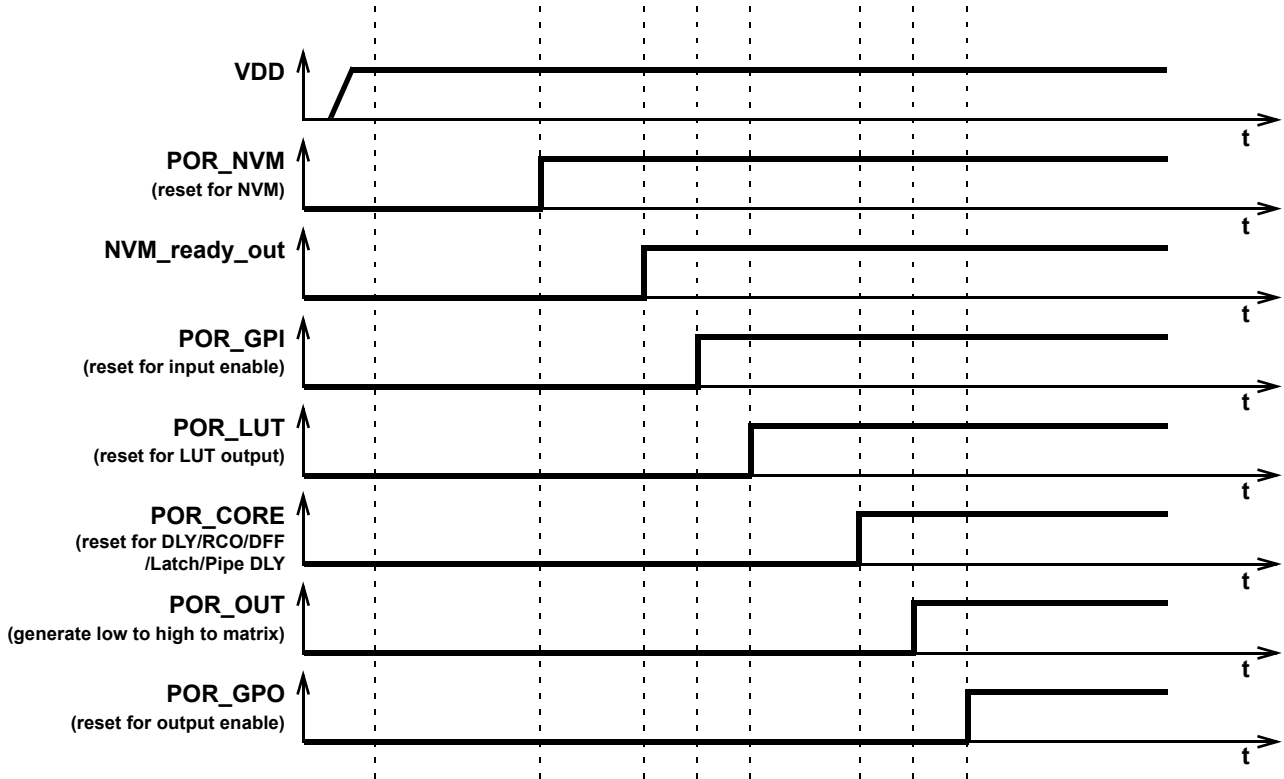 VDD
t
POR_NVM
(reset for NVM)
t
NVM_ready_out
t
POR_GPI
(reset for input enable)
t
POR_LUT
(reset for LUT output)
t
POR_CORE
(reset for DLY/RCO/DFF
/Latch/Pipe DLY
t
POR_OUT
(generate low to high to matrix)
t
POR_GPO
(reset for output enable)
t